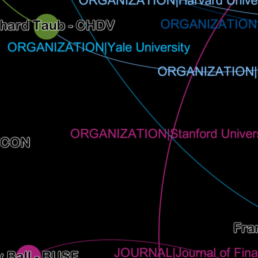 ORGANIZATION|Harvard Unive
hard Taub - CHDV
ORGANIZATION
ORGANIZATION|Yale University
ORGANIZATION|
ORGANIZATION|Stanford Univers
CON
Fran
y Ball - BUSF
JOURNAL|Journal of Fina